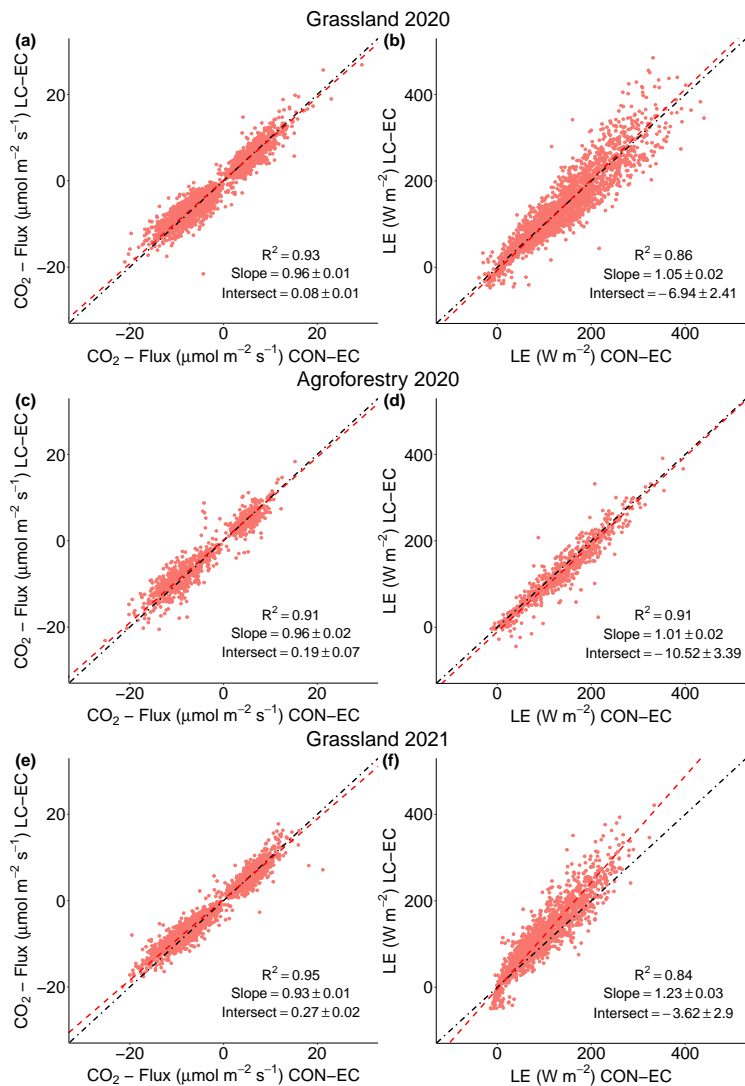 Grassland 2020
(a)
20
0
−20
CO₂ − Flux (μmol m⁻² s⁻¹) LC−EC
R² = 0.93
Slope = 0.96 ± 0.01
Intersect = 0.08 ± 0.01
−20 0 20
CO₂ − Flux (μmol m⁻² s⁻¹) CON−EC
(b)
400
200
0
LE (W m⁻²) LC−EC
R² = 0.86
Slope = 1.05 ± 0.02
Intersect = −6.94 ± 2.41
0 200 400
LE (W m⁻²) CON−EC
Agroforestry 2020
(c)
20
0
−20
CO₂ − Flux (μmol m⁻² s⁻¹) LC−EC
R² = 0.91
Slope = 0.96 ± 0.02
Intersect = 0.19 ± 0.07
−20 0 20
CO₂ − Flux (μmol m⁻² s⁻¹) CON−EC
(d)
400
200
0
LE (W m⁻²) LC−EC
R² = 0.91
Slope = 1.01 ± 0.02
Intersect = −10.52 ± 3.39
0 200 400
LE (W m⁻²) CON−EC
Grassland 2021
(e)
20
0
−20
CO₂ − Flux (μmol m⁻² s⁻¹) LC−EC
R² = 0.95
Slope = 0.93 ± 0.01
Intersect = 0.27 ± 0.02
−20 0 20
CO₂ − Flux (μmol m⁻² s⁻¹) CON−EC
(f)
400
200
0
LE (W m⁻²) LC−EC
R² = 0.84
Slope = 1.23 ± 0.03
Intersect = −3.62 ± 2.9
0 200 400
LE (W m⁻²) CON−EC